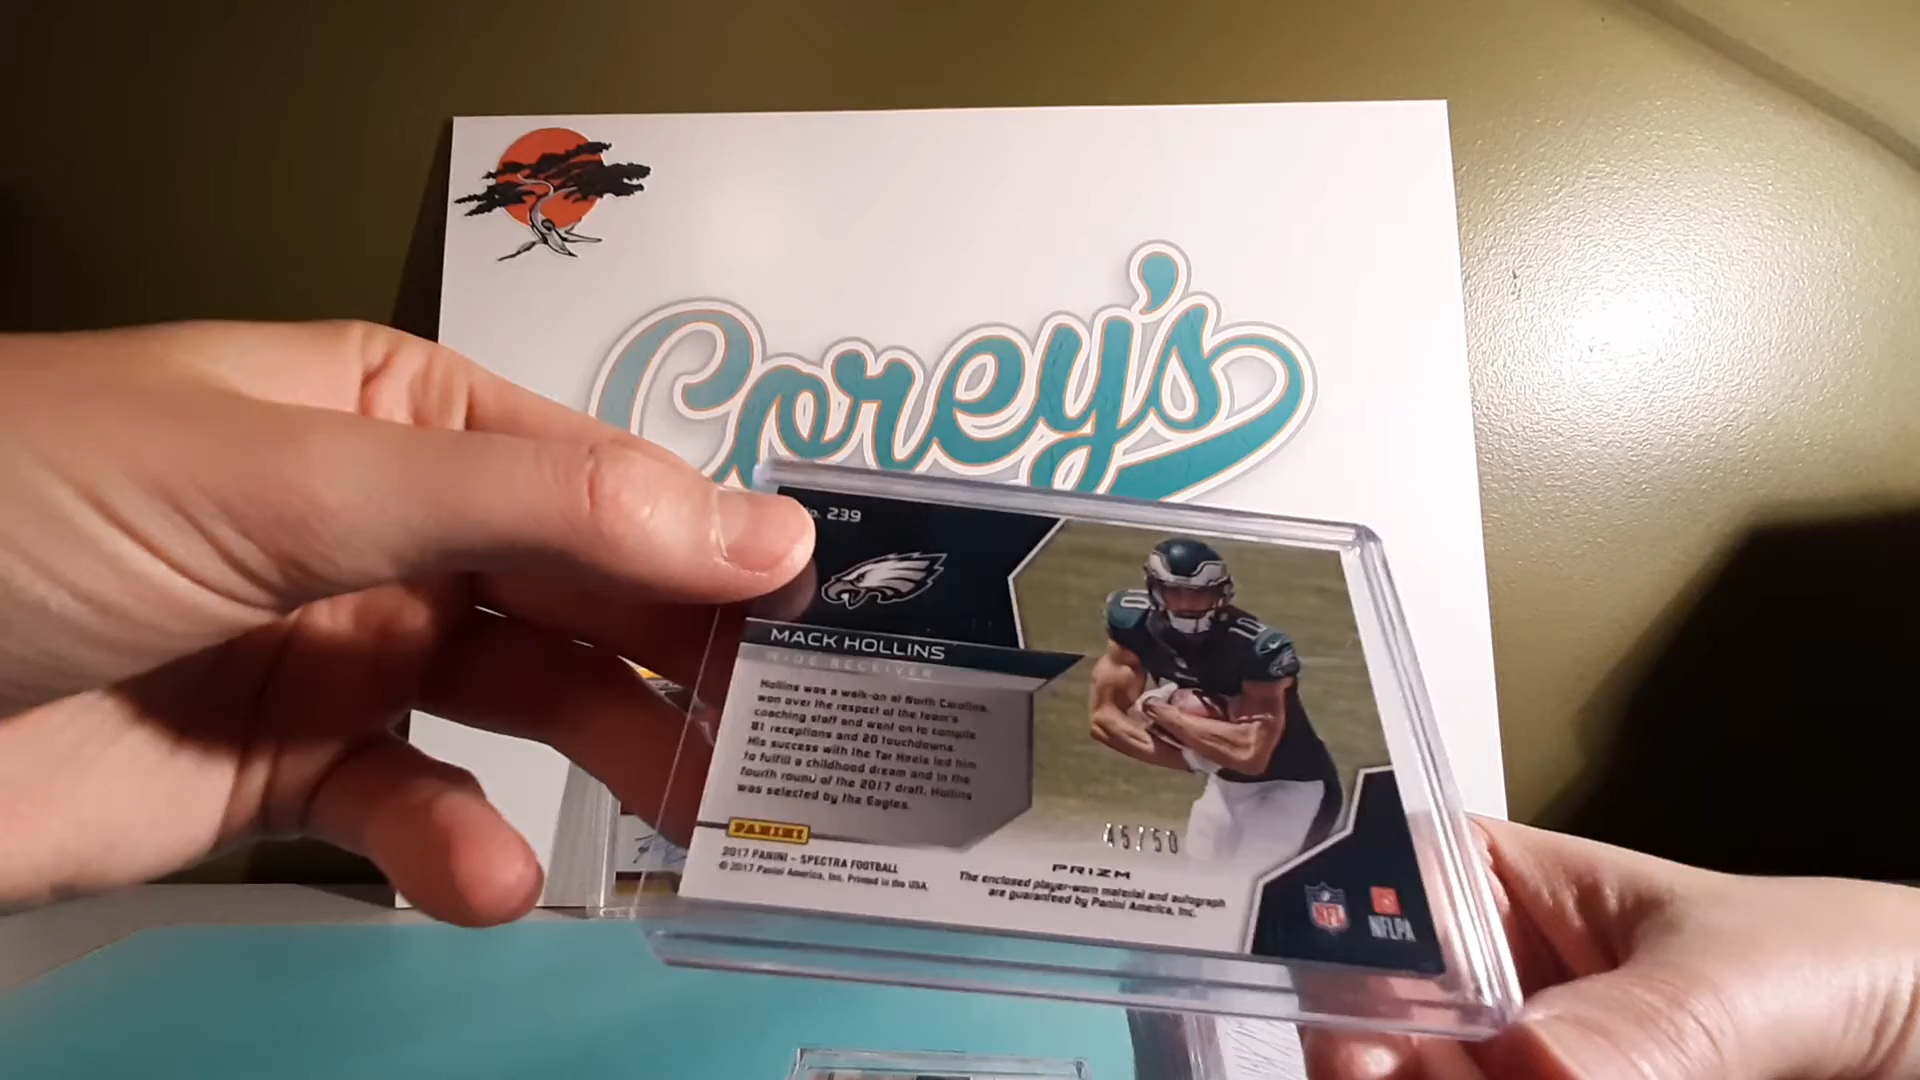 Corey's
No. 239
MACK HOLLINS
WIDE RECEIVER
Hollins was a walk-on at North Carolina,
won over the respect of the team's
coaching staff and went on to compile
81 receptions and 20 touchdowns.
His success with the Tar Heels led him
to fulfill a childhood dream and in the
fourth round of the 2017 draft, Hollins
was selected by the Eagles.
10
10
45/50
PANINI
2017 PANINI - SPECTRA FOOTBALL
© 2017 Panini America, Inc. Printed in the USA.
PRIZM
The enclosed player-worn material and autograph
are guaranteed by Panini America, Inc.
NFL
NFLPA